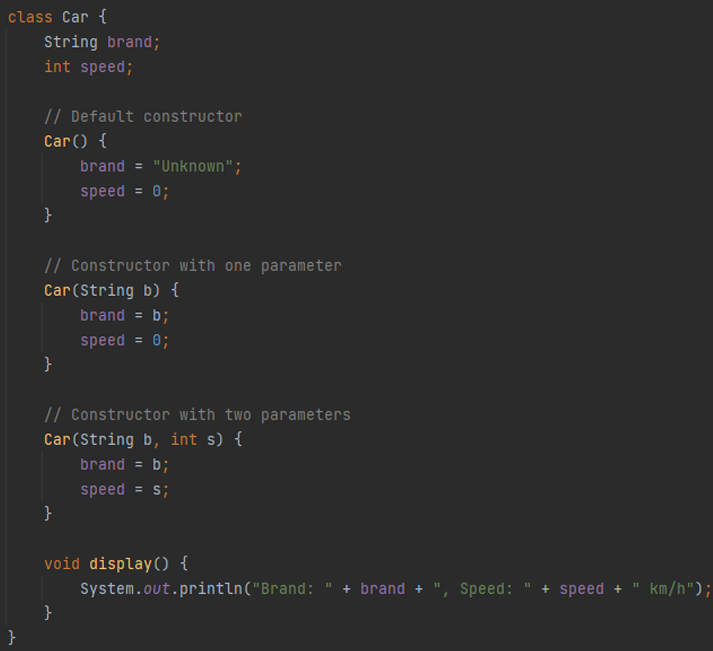 class Car {
    String brand;
    int speed;

    // Default constructor
    Car() {
        brand = "Unknown";
        speed = 0;
    }

    // Constructor with one parameter
    Car(String b) {
        brand = b;
        speed = 0;
    }

    // Constructor with two parameters
    Car(String b, int s) {
        brand = b;
        speed = s;
    }

    void display() {
        System.out.println("Brand: " + brand + ", Speed: " + speed + " km/h");
    }
}